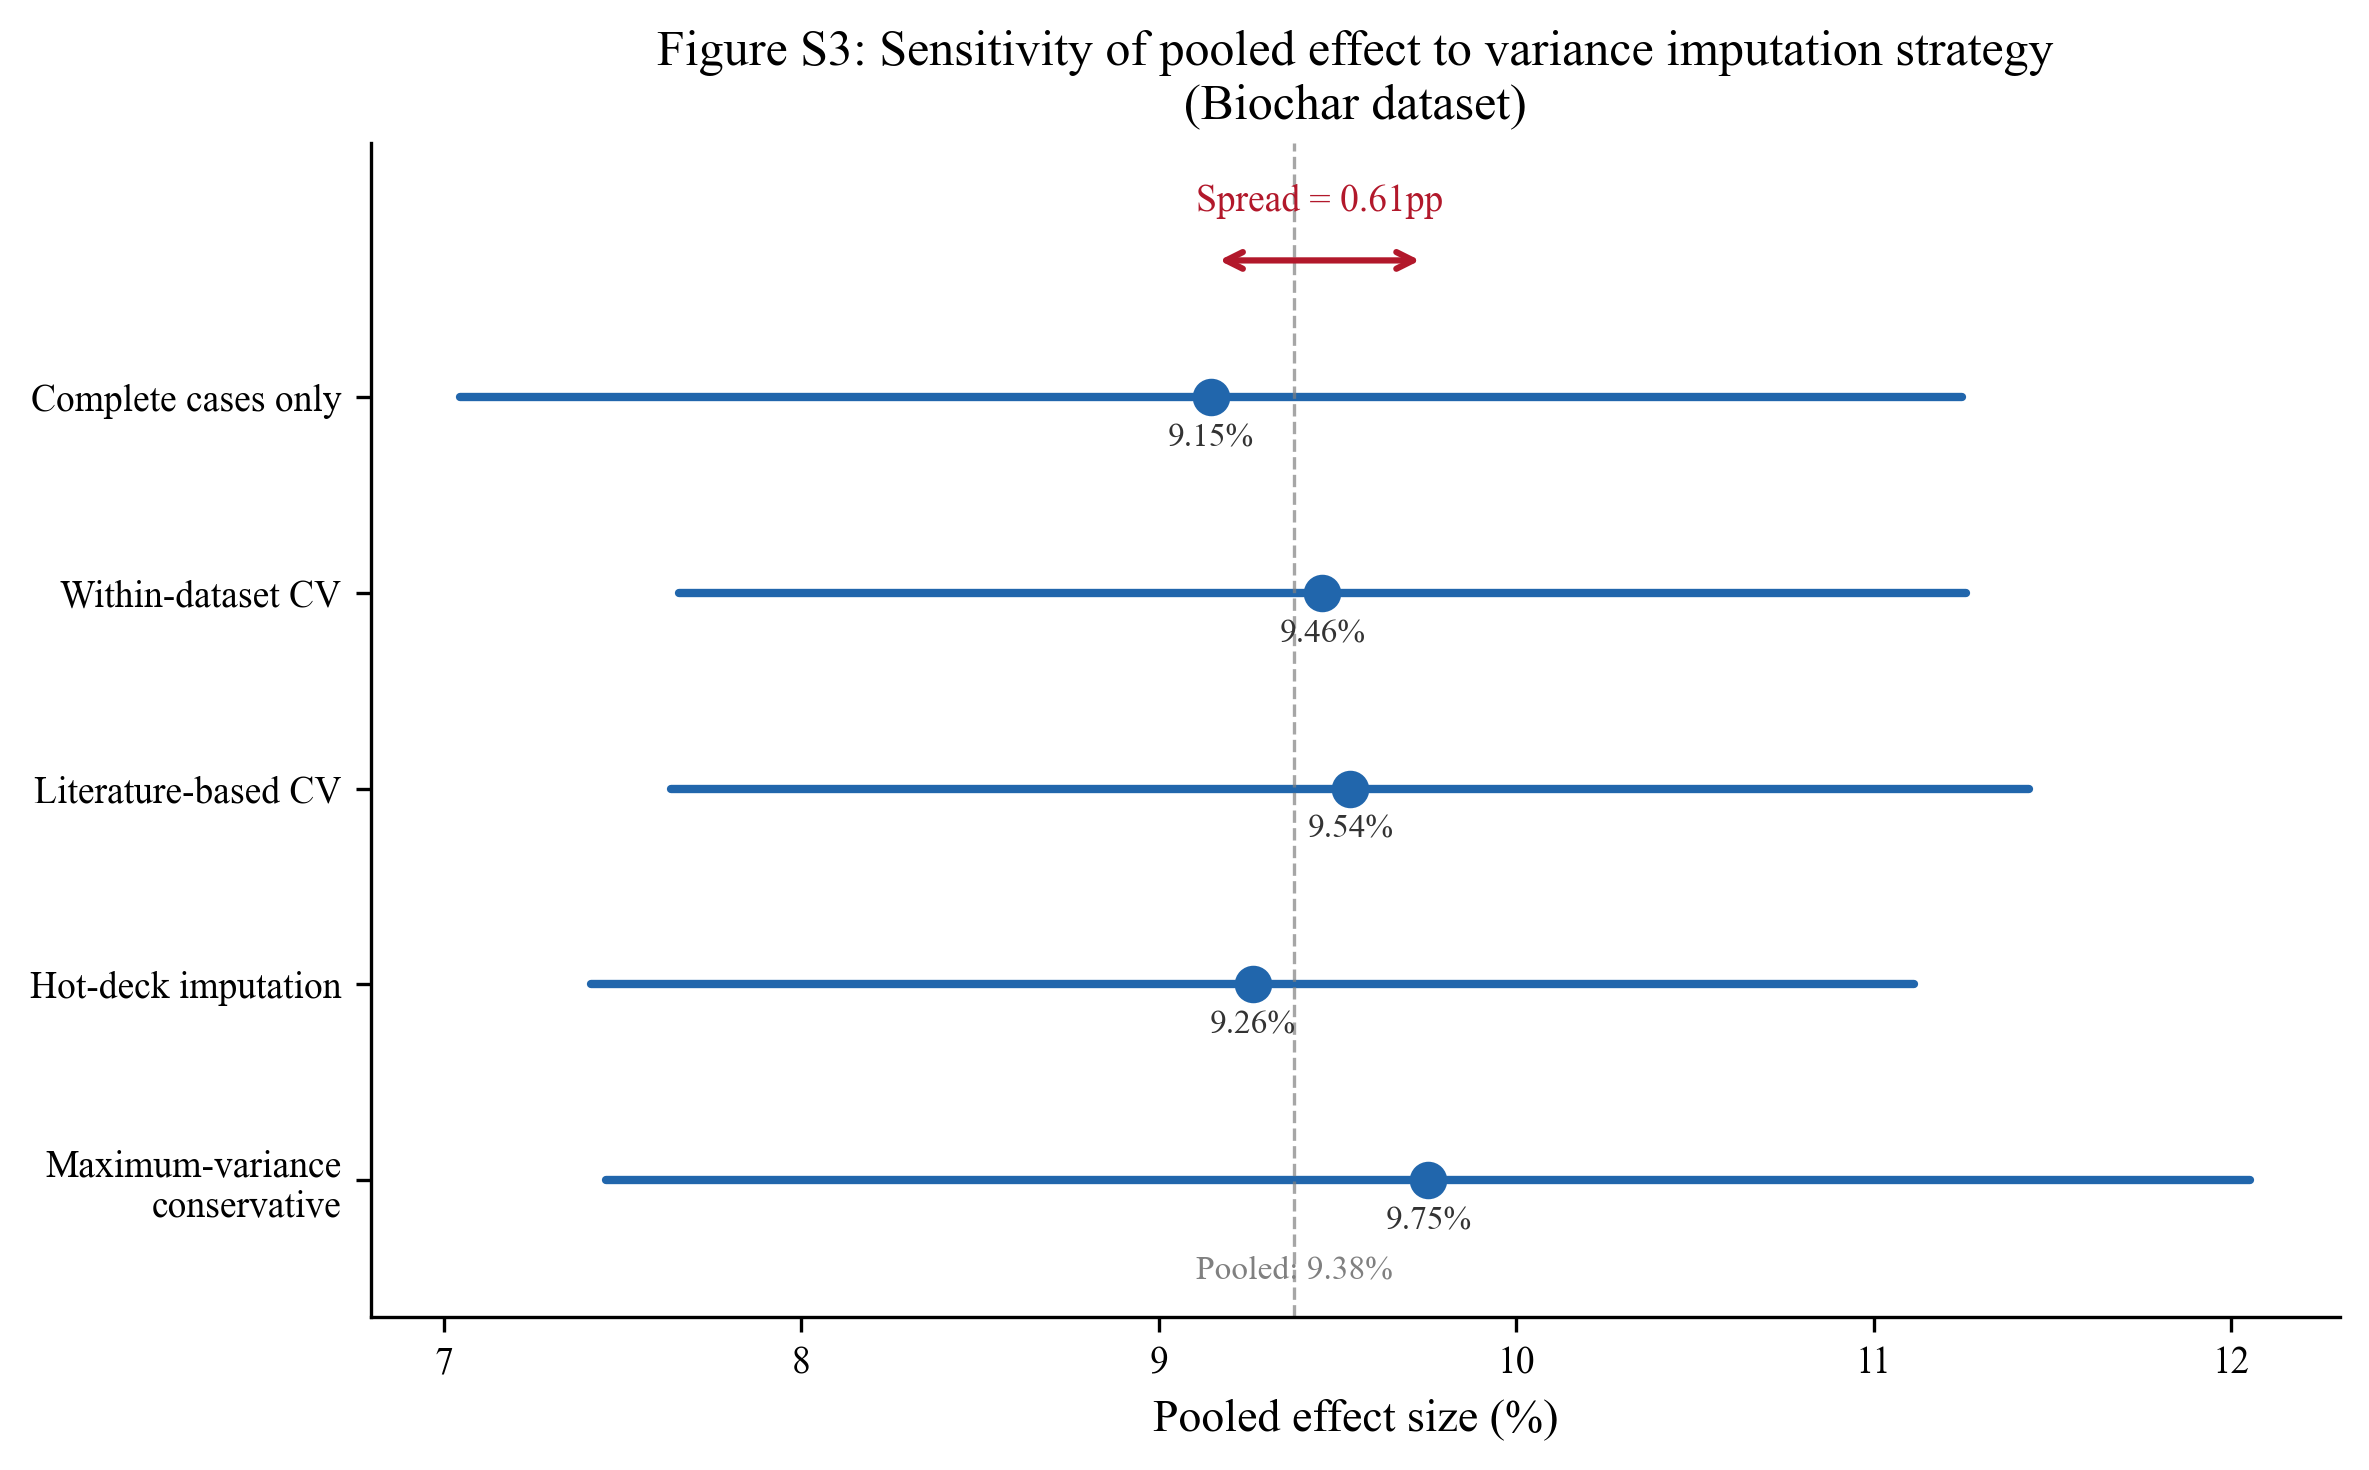 Figure S3: Sensitivity of pooled effect to variance imputation strategy
(Biochar dataset)
Spread = 0.61pp
Complete cases only
9.15%
Within-dataset CV
9.46%
Literature-based CV
9.54%
Hot-deck imputation
9.26%
Maximum-variance
conservative
9.75%
Pooled: 9.38%
7 8 9 10 11 12
Pooled effect size (%)